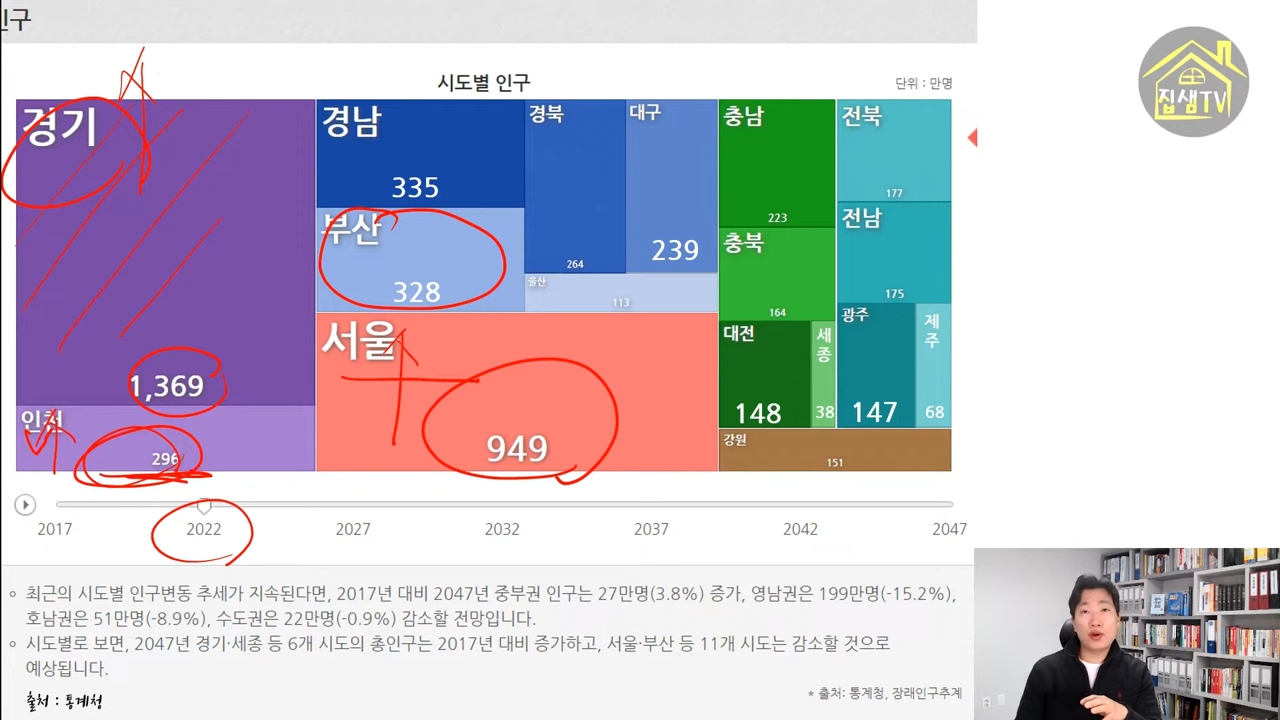 인구
시도별 인구
단위 : 만명
경기
1,369
인천
296
경남
335
부산
328
경북
264
대구
239
울산
113
서울
949
충남
223
충북
164
대전
148
세종
38
전북
177
전남
175
광주
147
제주
68
강원
151
2017 2022 2027 2032 2037 2042 2047
최근의 시도별 인구변동 추세가 지속된다면, 2017년 대비 2047년 중부권 인구는 27만명(3.8%) 증가, 영남권은 199만명(-15.2%),
호남권은 51만명(-8.9%), 수도권은 22만명(-0.9%) 감소할 전망입니다.
시도별로 보면, 2047년 경기·세종 등 6개 시도의 총인구는 2017년 대비 증가하고, 서울·부산 등 11개 시도는 감소할 것으로
예상됩니다.
출처 : 통계청
* 출처: 통계청, 장래인구추계
집샘TV